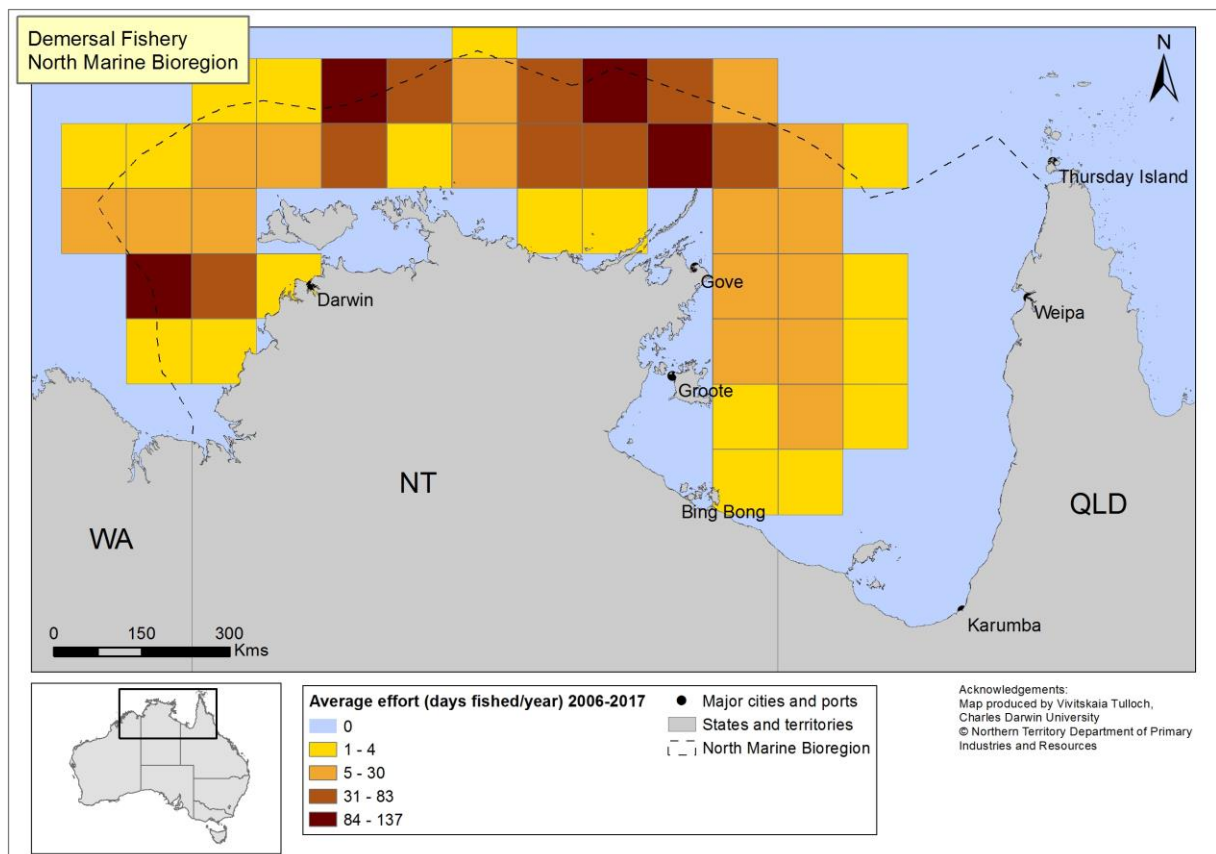 Demersal Fishery
North Marine Bioregion
N
Thursday Island
Darwin
Gove
Weipa
Groote
NT
Bing Bong
QLD
WA
Karumba
0 150 300
Kms
Average effort (days fished/year) 2006-2017
0
1 - 4
5 - 30
31 - 83
84 - 137
Major cities and ports
States and territories
North Marine Bioregion
Acknowledgements:
Map produced by Vivitskaia Tulloch,
Charles Darwin University
© Northern Territory Department of Primary
Industries and Resources